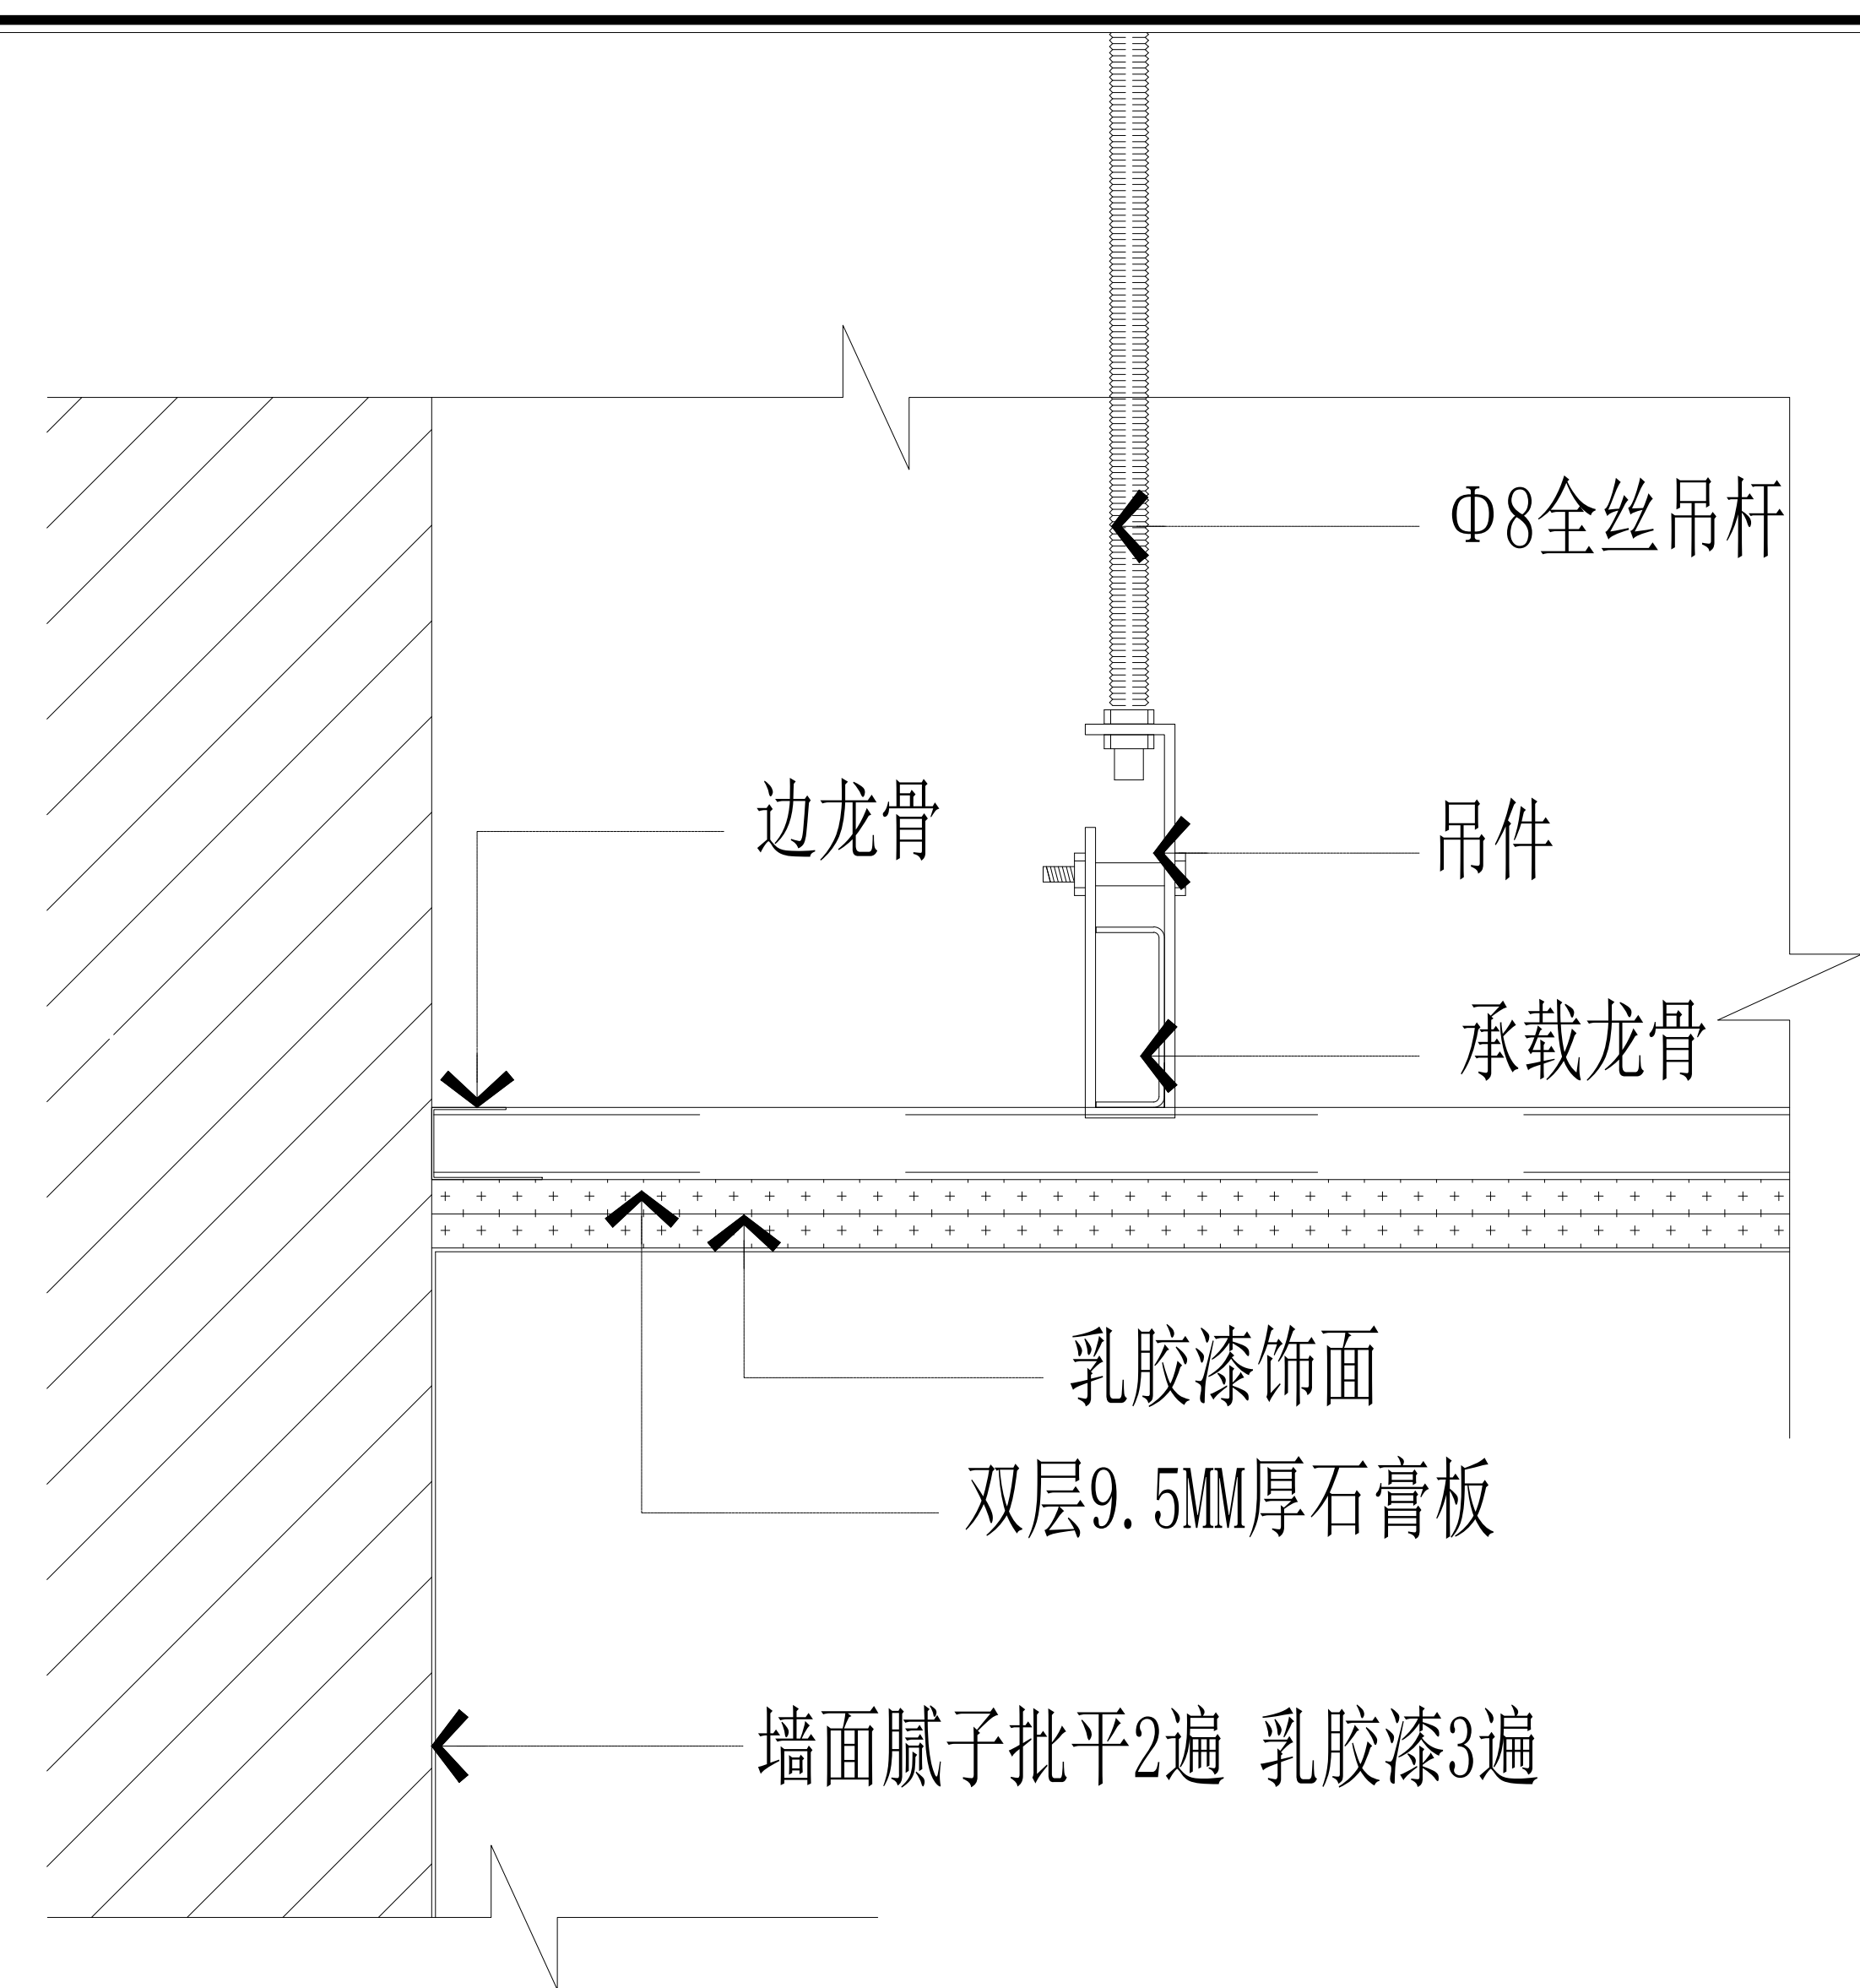 Φ8全丝吊杆
边龙骨
吊件
承载龙骨
乳胶漆饰面
双层9.5MM厚石膏板
墙面腻子批平2遍 乳胶漆3遍